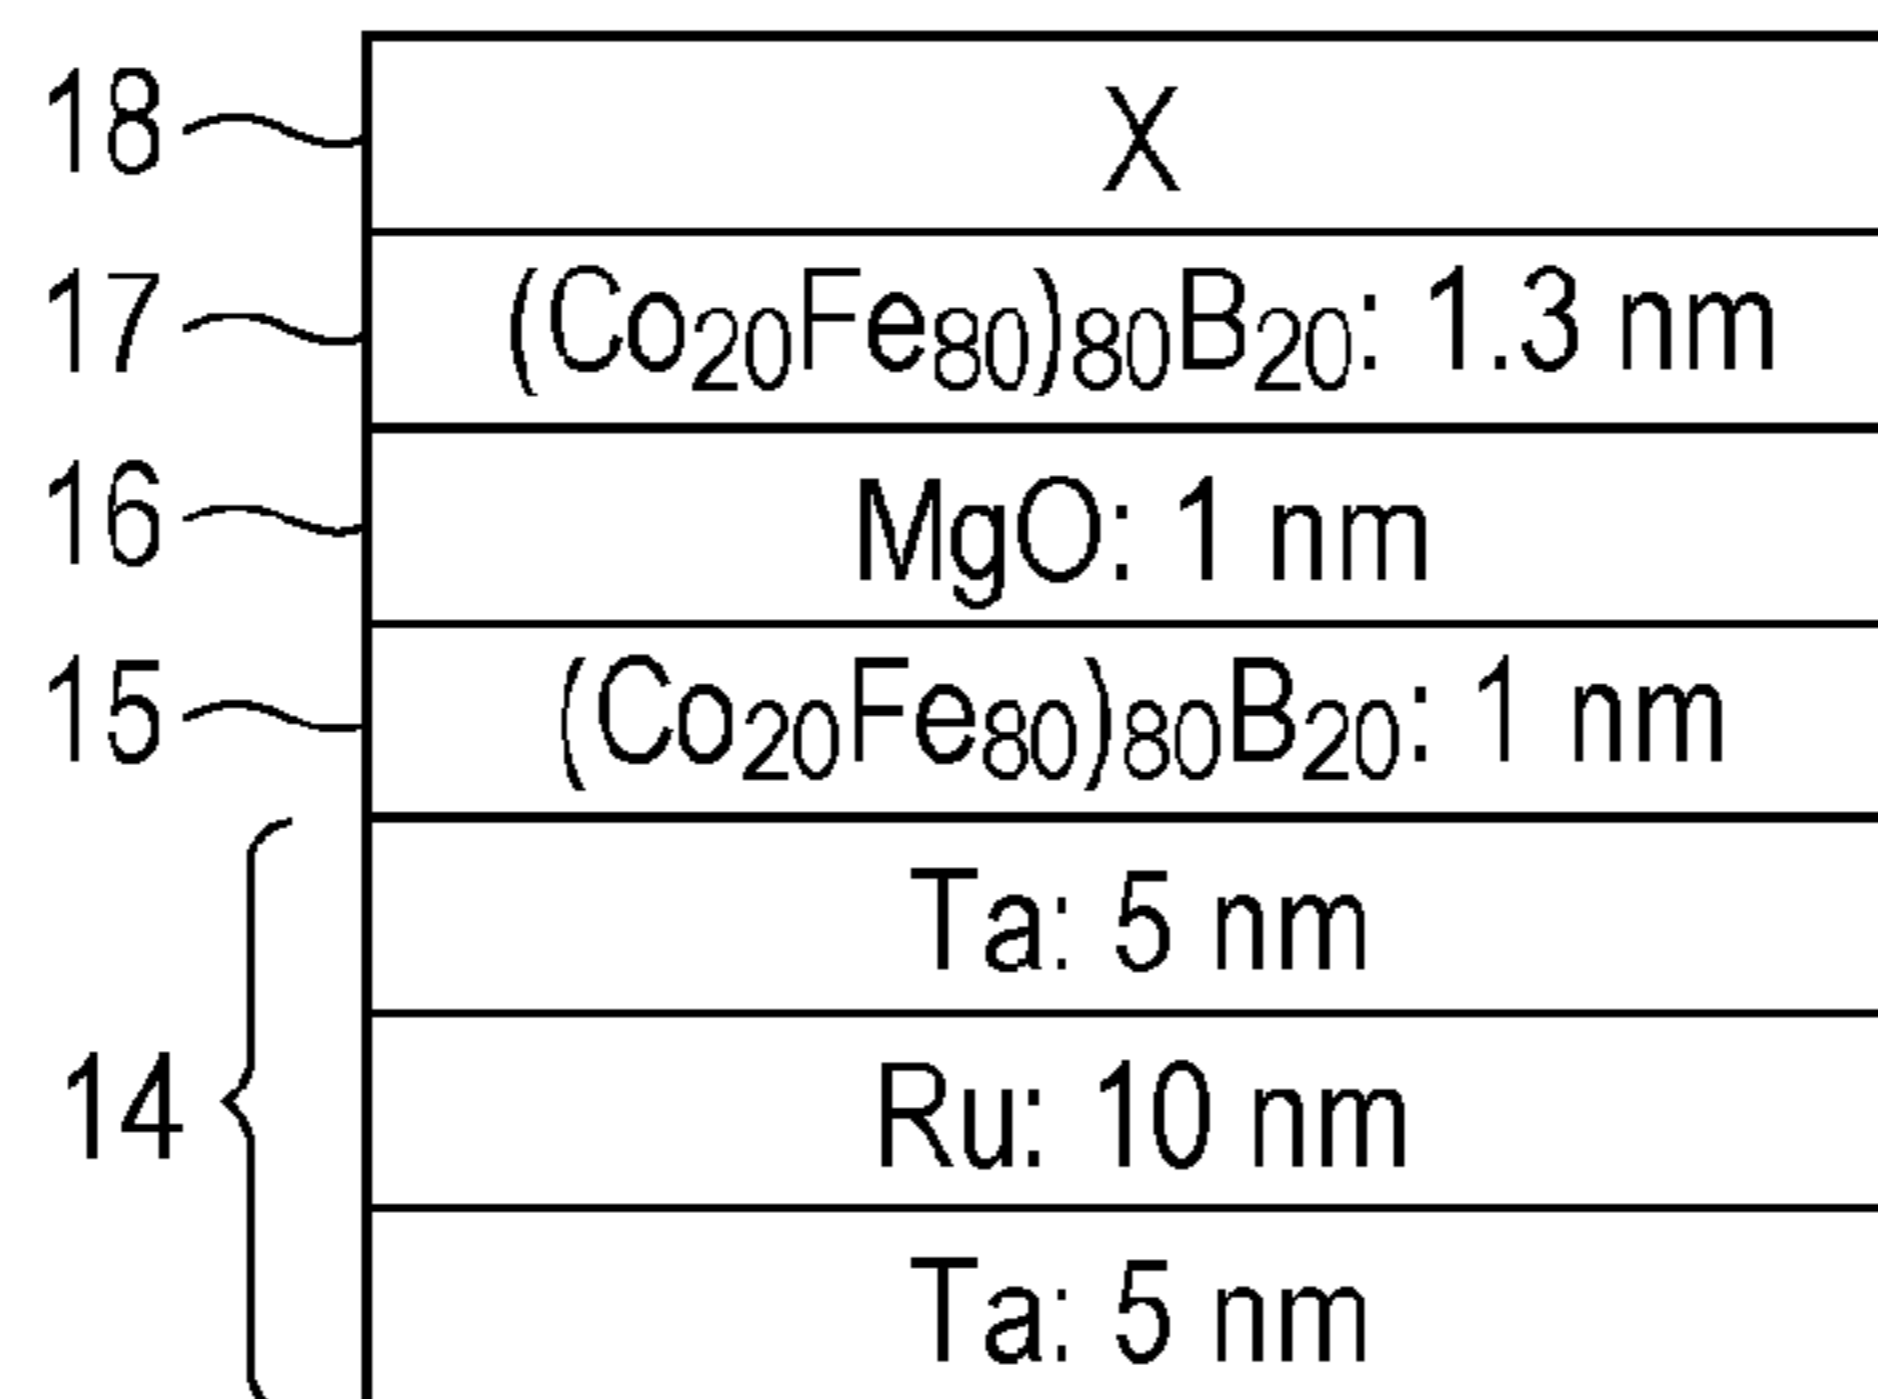 18 X
17 (Co₂₀Fe₈₀)₈₀B₂₀: 1.3 nm
16 MgO: 1 nm
15 (Co₂₀Fe₈₀)₈₀B₂₀: 1 nm
Ta: 5 nm
14 Ru: 10 nm
Ta: 5 nm